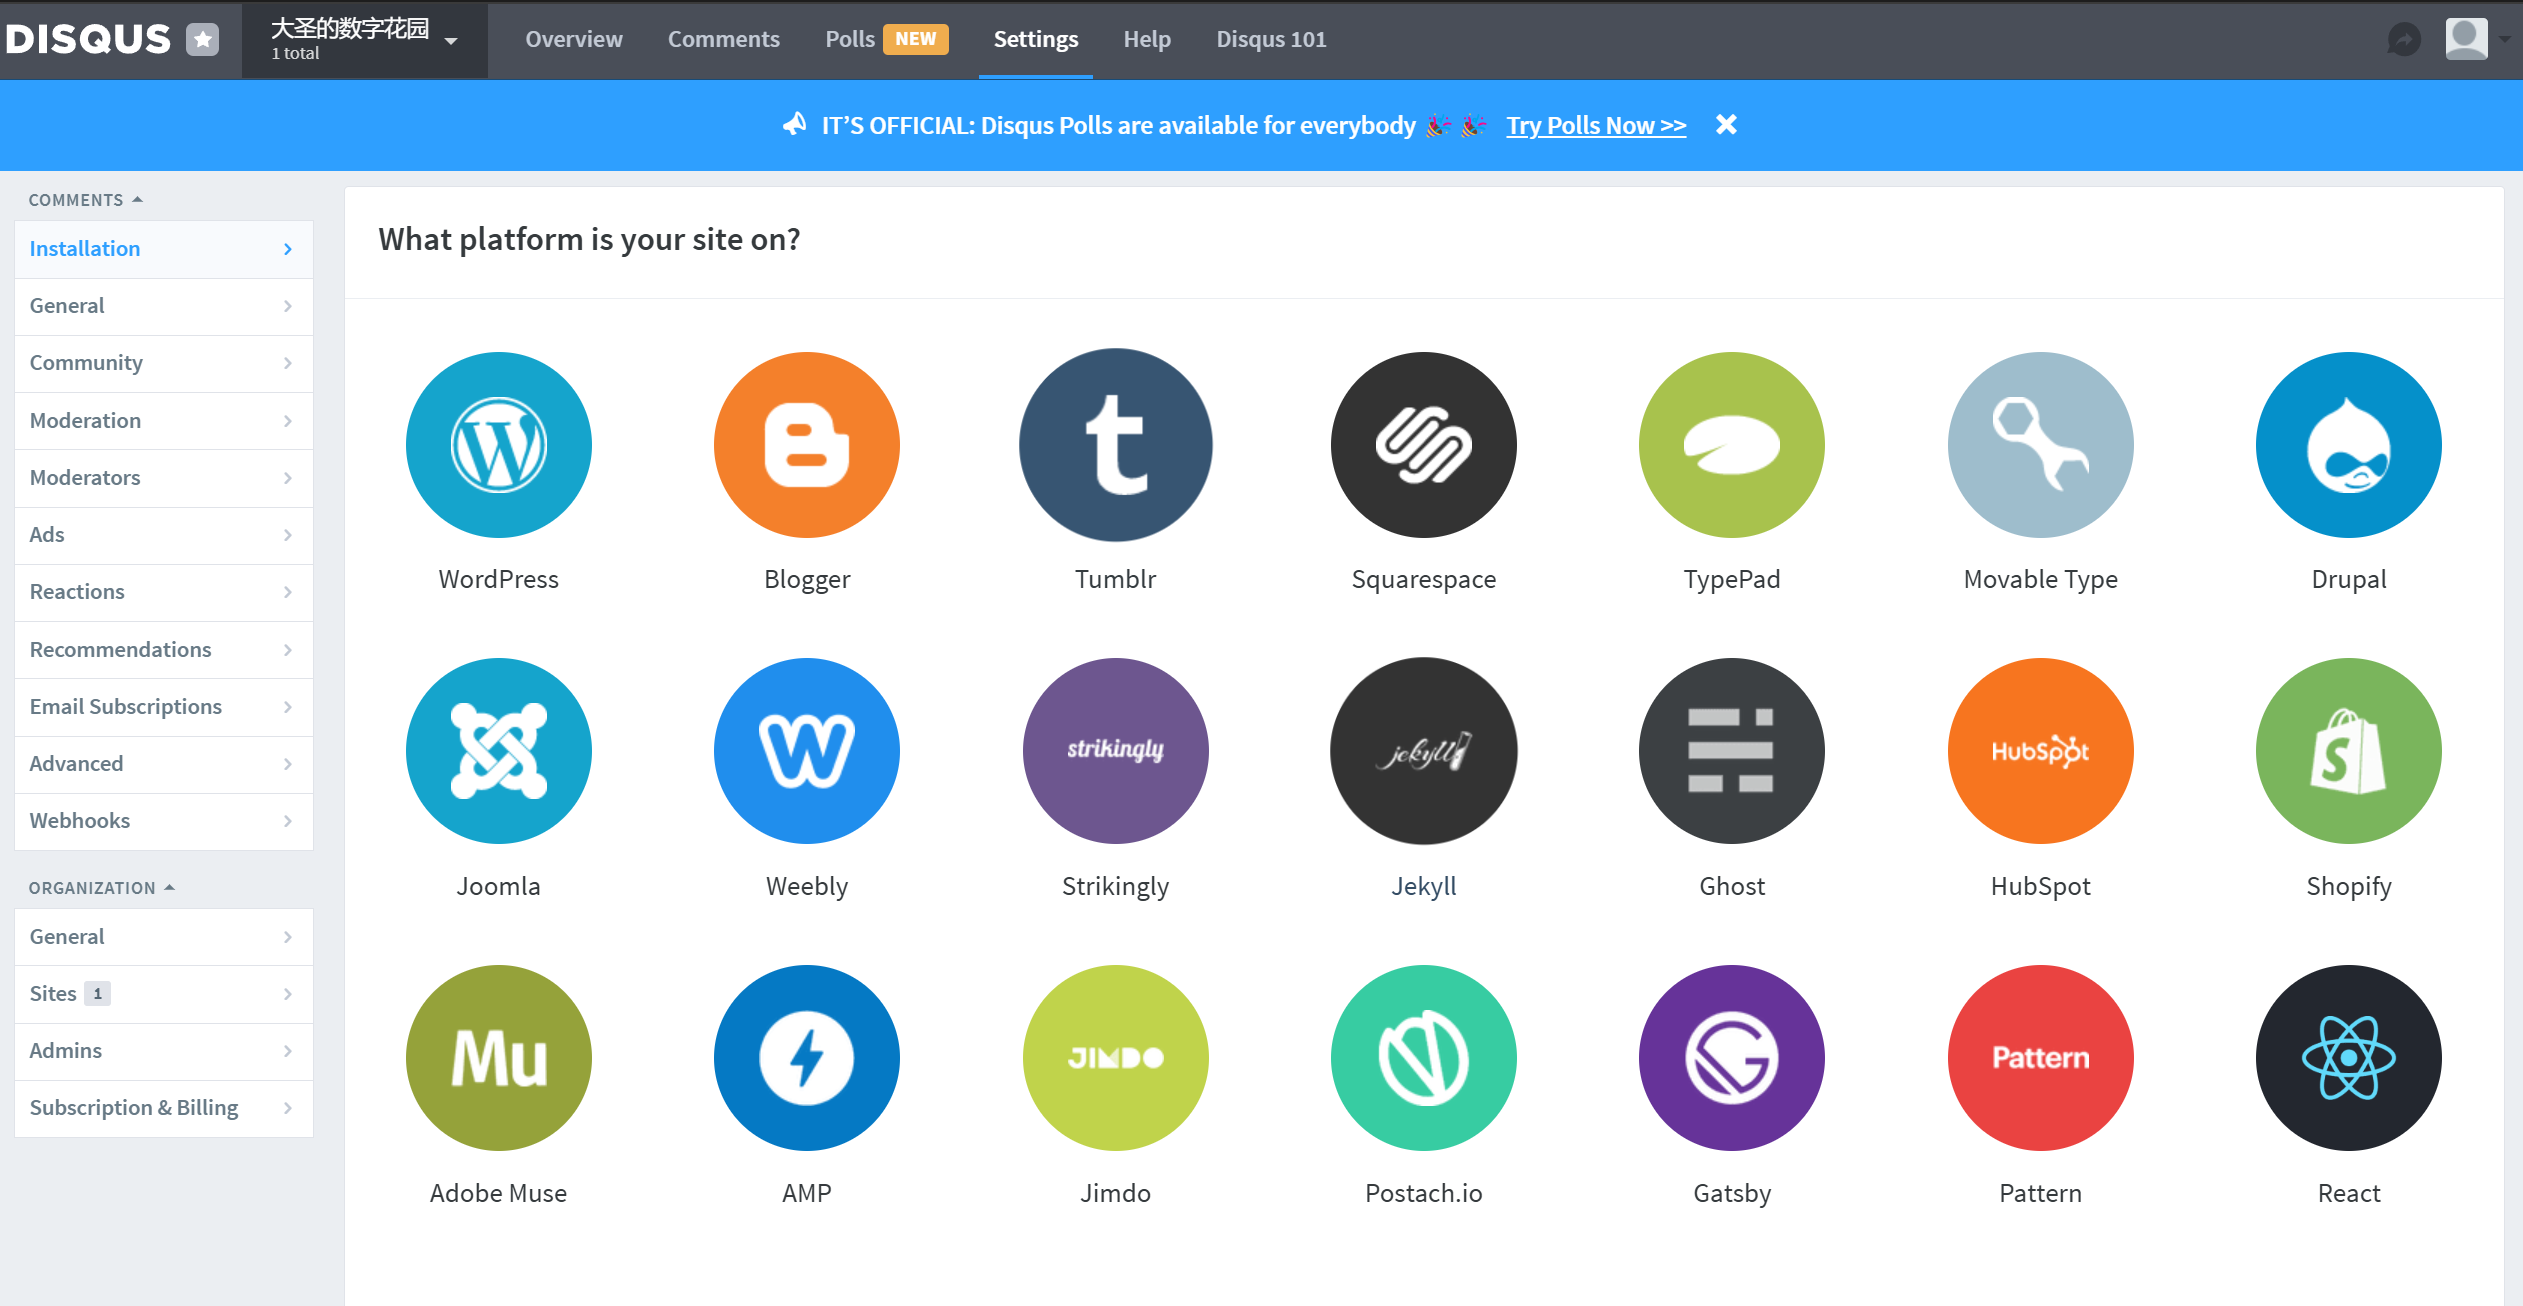 DISQUS
大圣的数字花园
1 total
Overview
Comments
Polls NEW
Settings
Help
Disqus 101
IT’S OFFICIAL: Disqus Polls are available for everybody 🎉 🎉 Try Polls Now >>
COMMENTS
Installation
General
Community
Moderation
Moderators
Ads
Reactions
Recommendations
Email Subscriptions
Advanced
Webhooks
ORGANIZATION
General
Sites 1
Admins
Subscription & Billing
What platform is your site on?
WordPress
Blogger
Tumblr
Squarespace
TypePad
Movable Type
Drupal
strikingly
jekyll
HubSpot
Joomla
Weebly
Strikingly
Jekyll
Ghost
HubSpot
Shopify
Mu
JIMDO
Pattern
Adobe Muse
AMP
Jimdo
Postach.io
Gatsby
Pattern
React